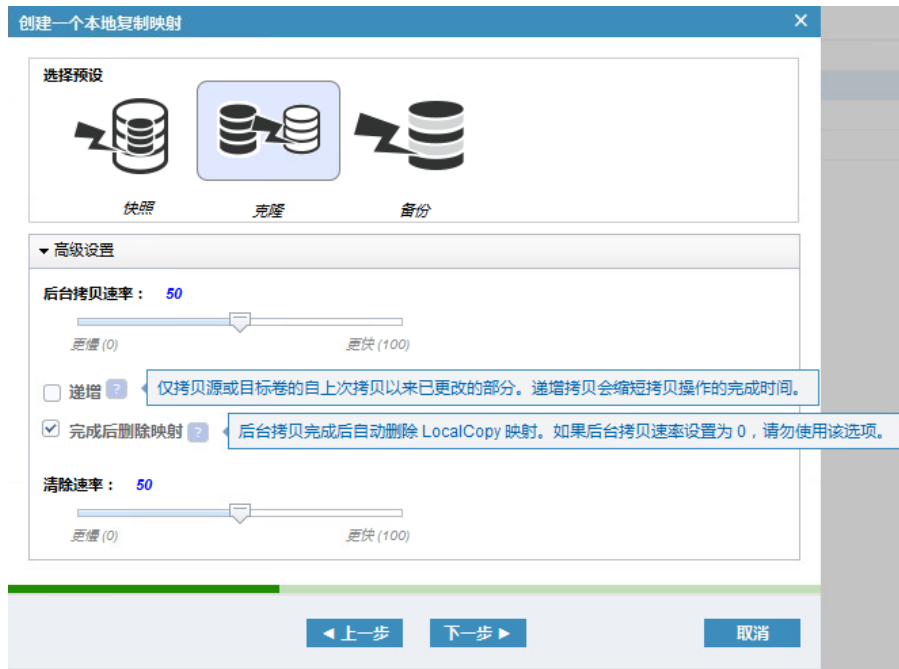 创建一个本地复制映射
选择预设
快照 克隆 备份
高级设置
后台拷贝速率： 50
更慢 (0) 更快 (100)
递增 ? 仅拷贝源或目标卷的自上次拷贝以来已更改的部分。递增拷贝会缩短拷贝操作的完成时间。
完成后删除映射 ? 后台拷贝完成后自动删除 LocalCopy 映射。如果后台拷贝速率设置为 0，请勿使用该选项。
清除速率： 50
更慢 (0) 更快 (100)
上一步 下一步 取消